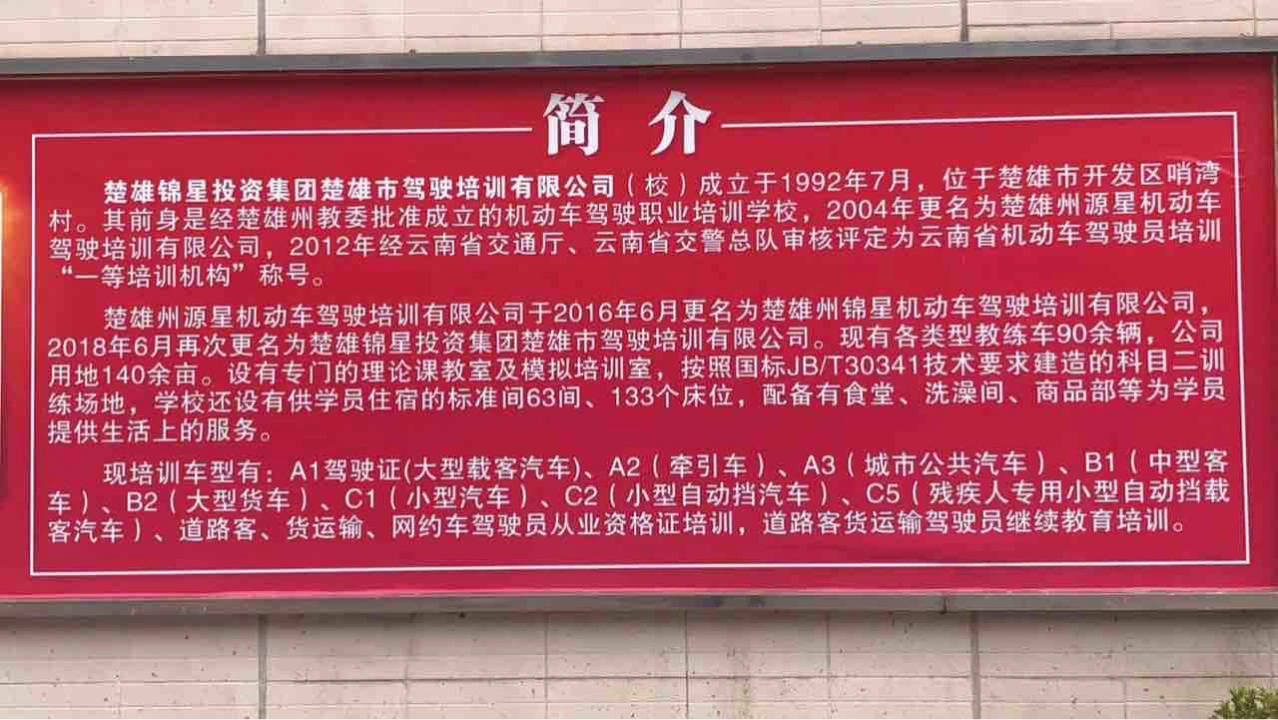 简 介
楚雄锦星投资集团楚雄市驾驶培训有限公司（校）成立于1992年7月，位于楚雄市开发区哨湾
村。其前身是经楚雄州教委批准成立的机动车驾驶职业培训学校，2004年更名为楚雄州源星机动车
驾驶培训有限公司，2012年经云南省交通厅、云南省交警总队审核评定为云南省机动车驾驶员培训
“一等培训机构”称号。
楚雄州源星机动车驾驶培训有限公司于2016年6月更名为楚雄州锦星机动车驾驶培训有限公司，
2018年6月再次更名为楚雄锦星投资集团楚雄市驾驶培训有限公司。现有各类型教练车90余辆，公司
用地140余亩。设有专门的理论课教室及模拟培训室，按照国标JB/T30341技术要求建造的科目二训
练场地，学校还设有供学员住宿的标准间63间、133个床位，配备有食堂、洗澡间、商品部等为学员
提供生活上的服务。
现培训车型有：A1驾驶证(大型载客汽车)、A2（牵引车）、A3（城市公共汽车）、B1（中型客
车）、B2（大型货车）、C1（小型汽车）、C2（小型自动挡汽车）、C5（残疾人专用小型自动挡载
客汽车）、道路客、货运输、网约车驾驶员从业资格证培训，道路客货运输驾驶员继续教育培训。